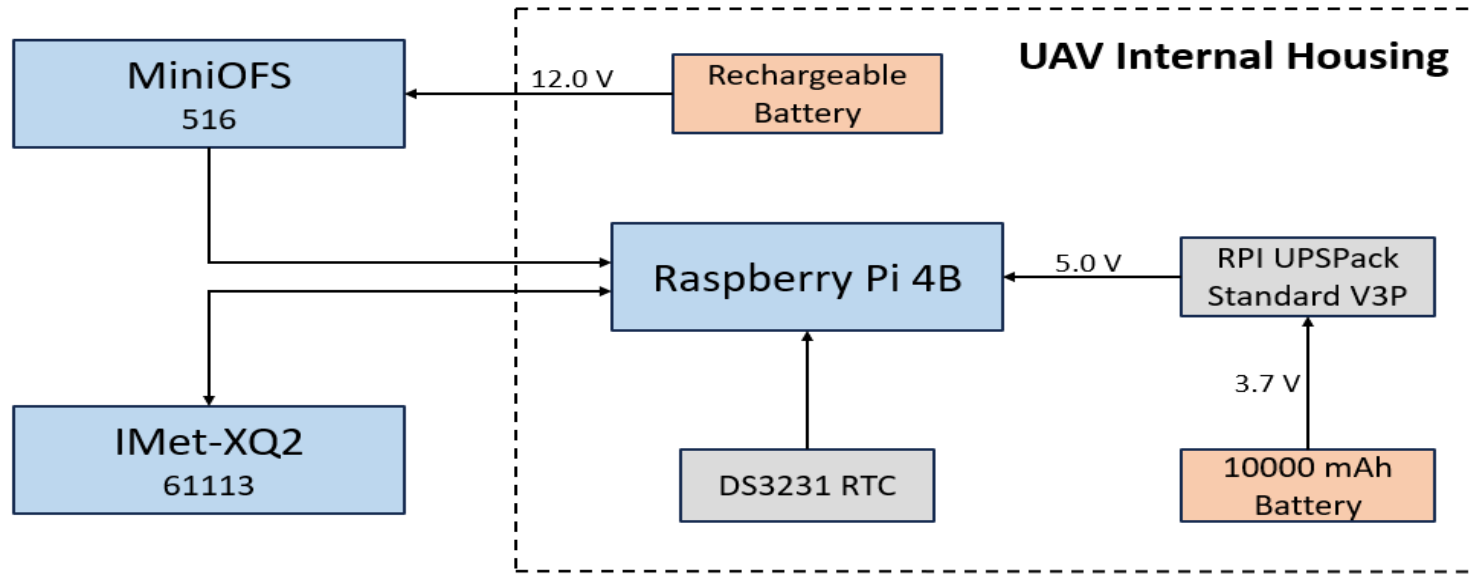 UAV Internal Housing
MiniOFS
516
12.0 V
Rechargeable
Battery
Raspberry Pi 4B
5.0 V
RPI UPSPack
Standard V3P
3.7 V
IMet-XQ2
61113
DS3231 RTC
10000 mAh
Battery